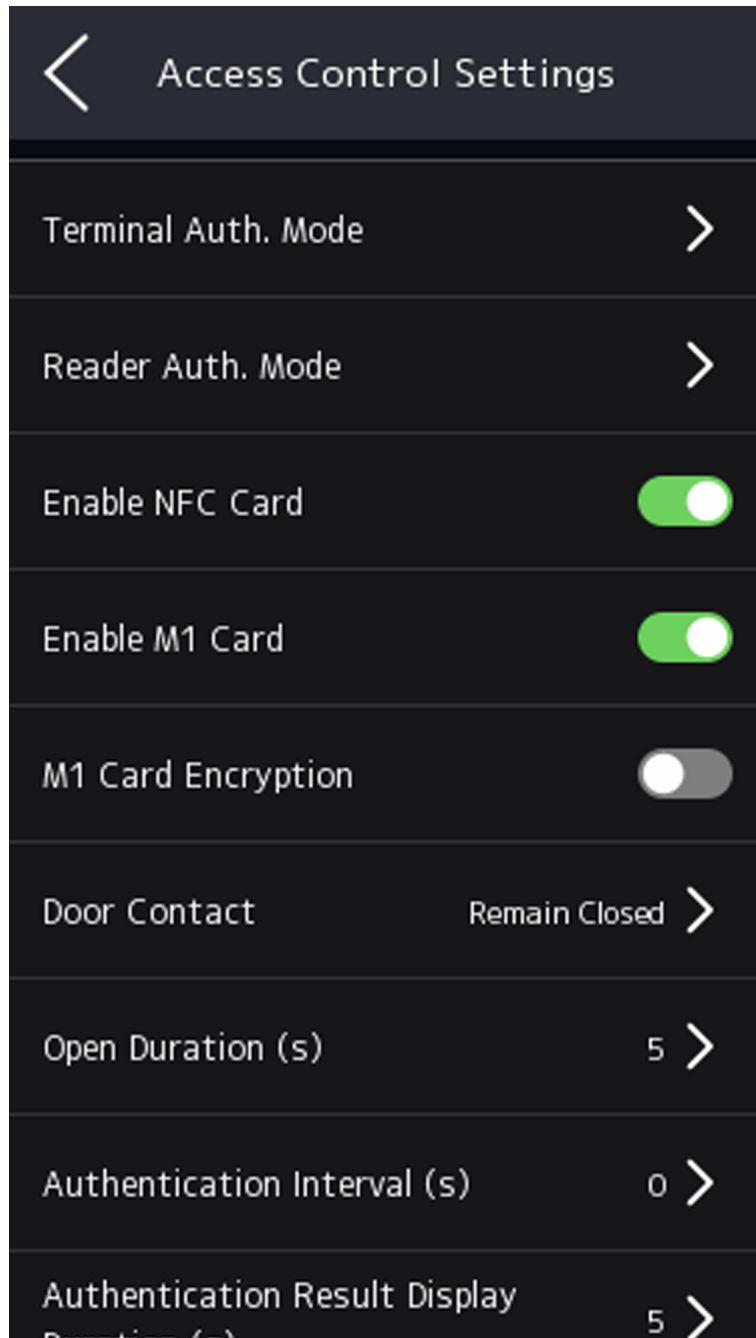 Access Control Settings
Terminal Auth. Mode
Reader Auth. Mode
Enable NFC Card
Enable M1 Card
M1 Card Encryption
Door Contact Remain Closed
Open Duration (s) 5
Authentication Interval (s) 0
Authentication Result Display 5
Duration (s)